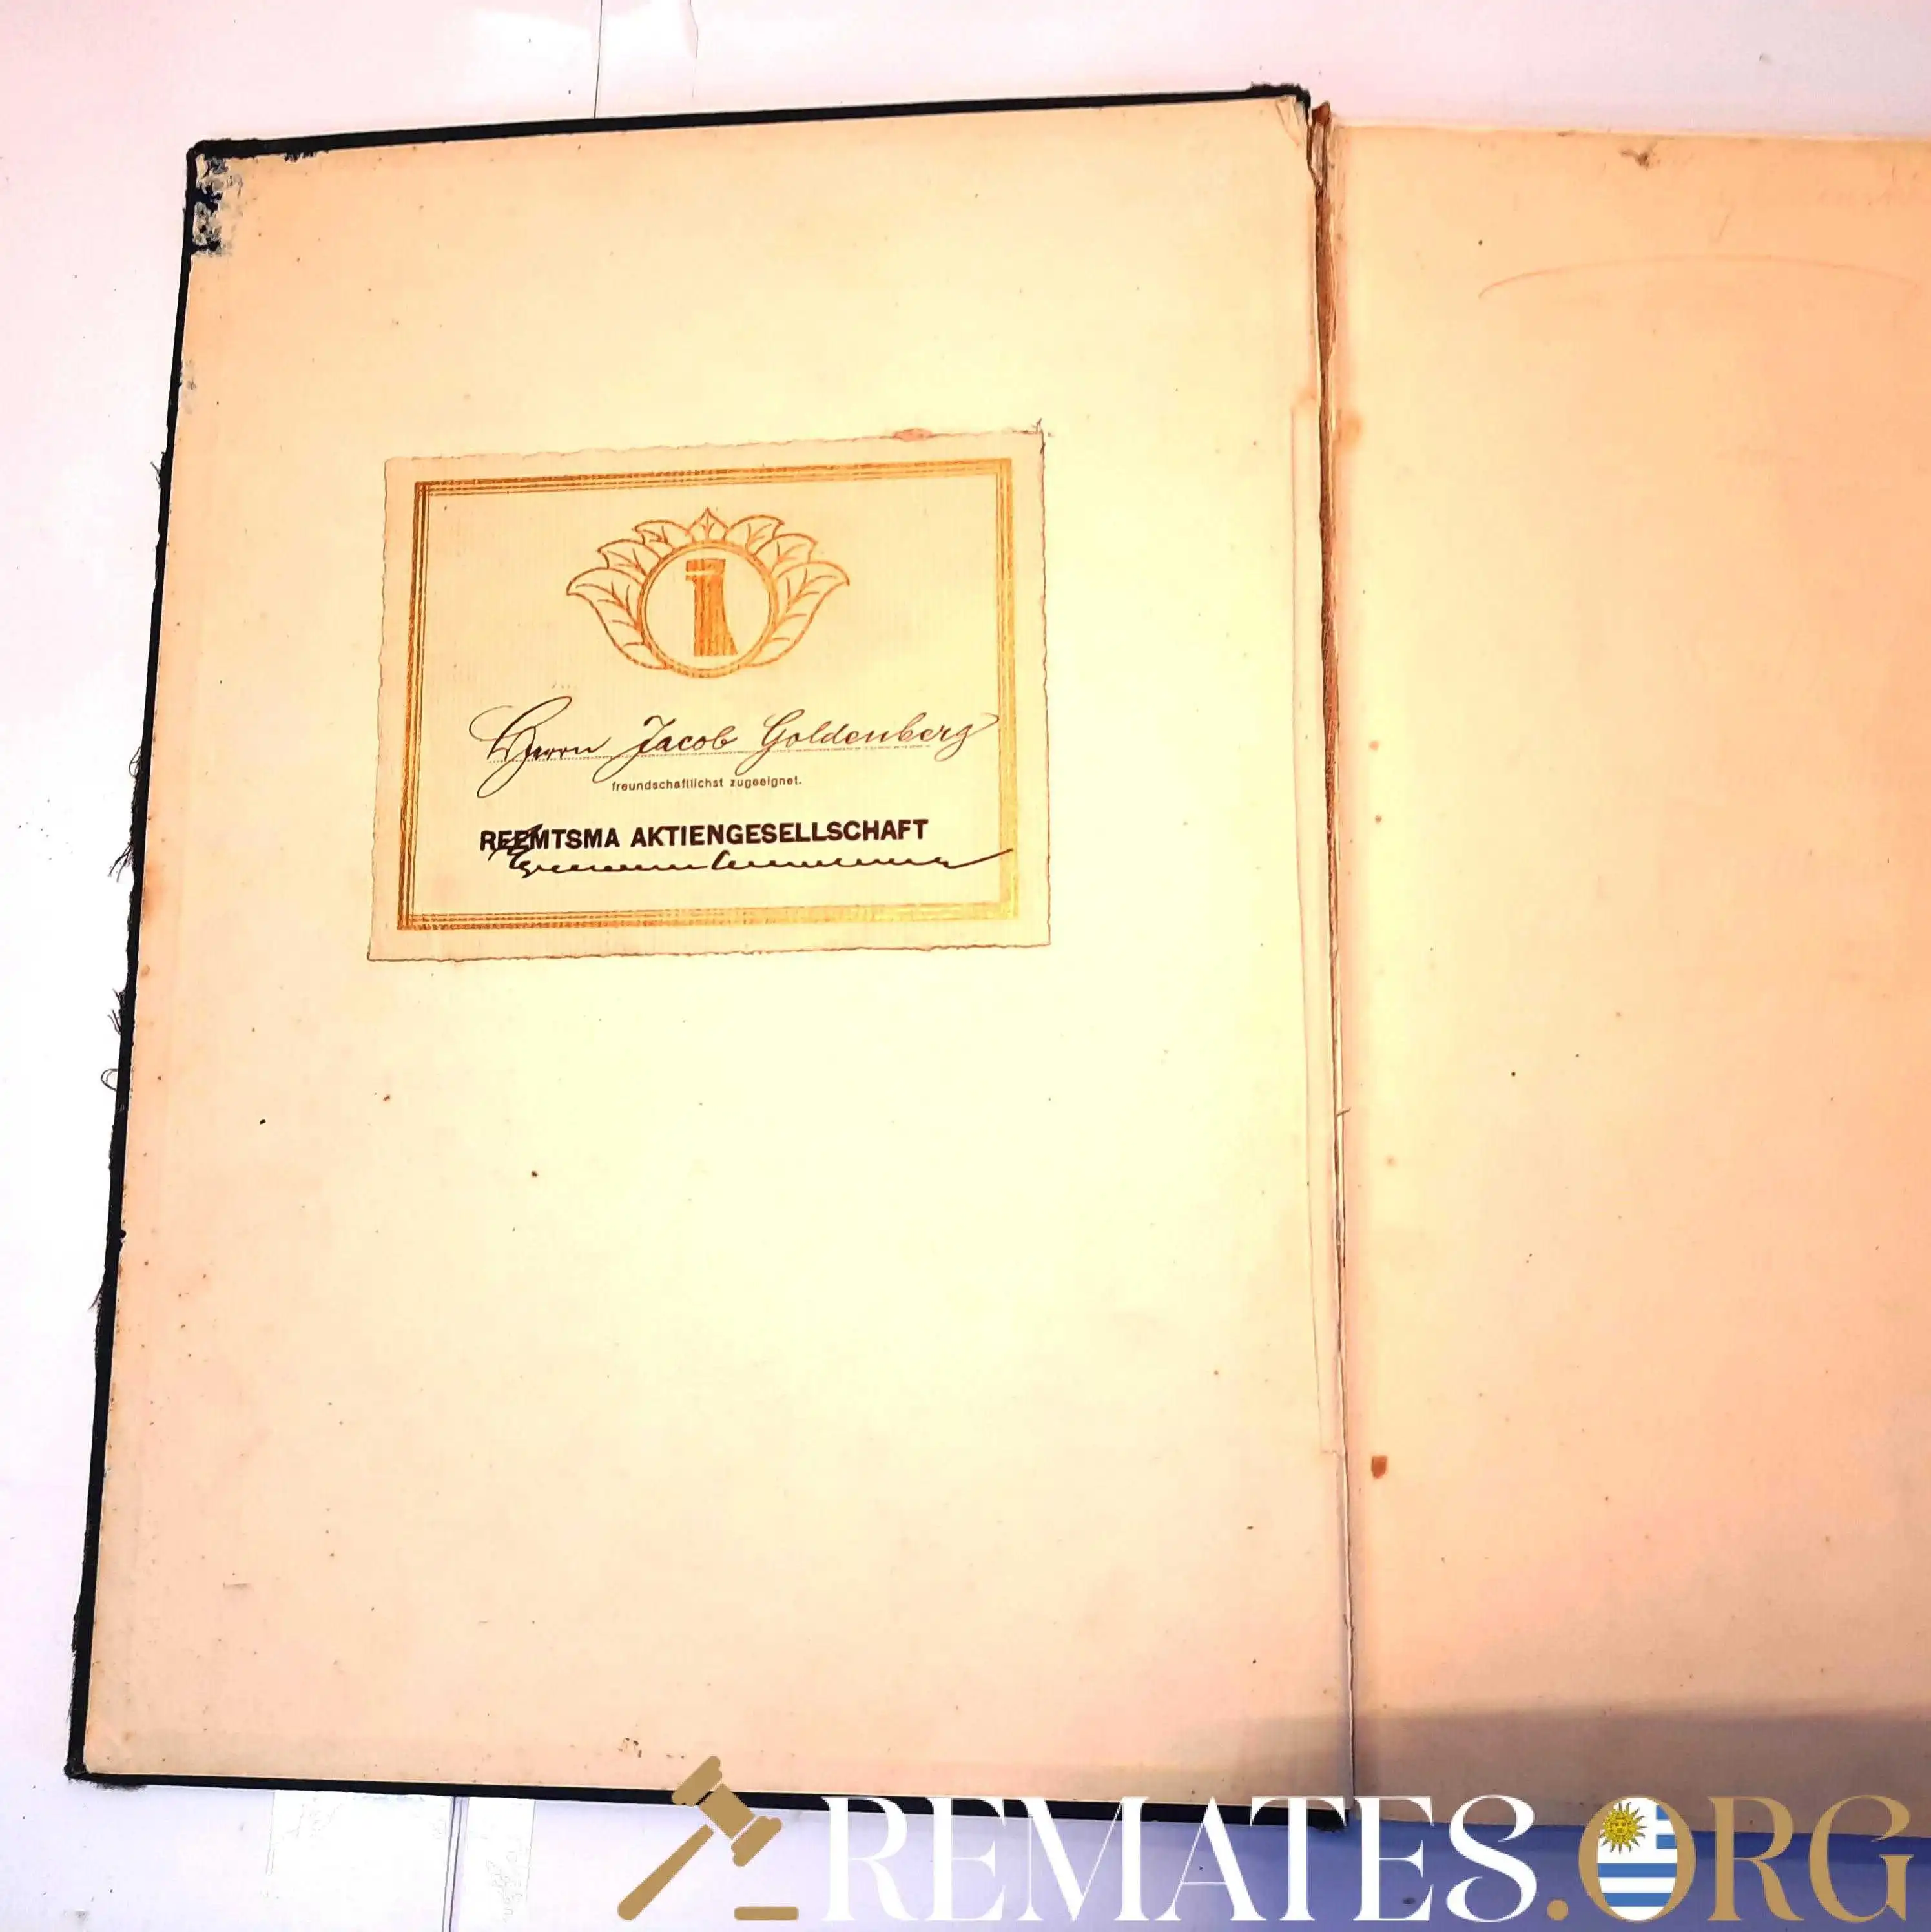 Herrn Jacob Goldenberg
freundschaftlichst zugeeignet.
REEMTSMA AKTIENGESELLSCHAFT
REMATES.ORG